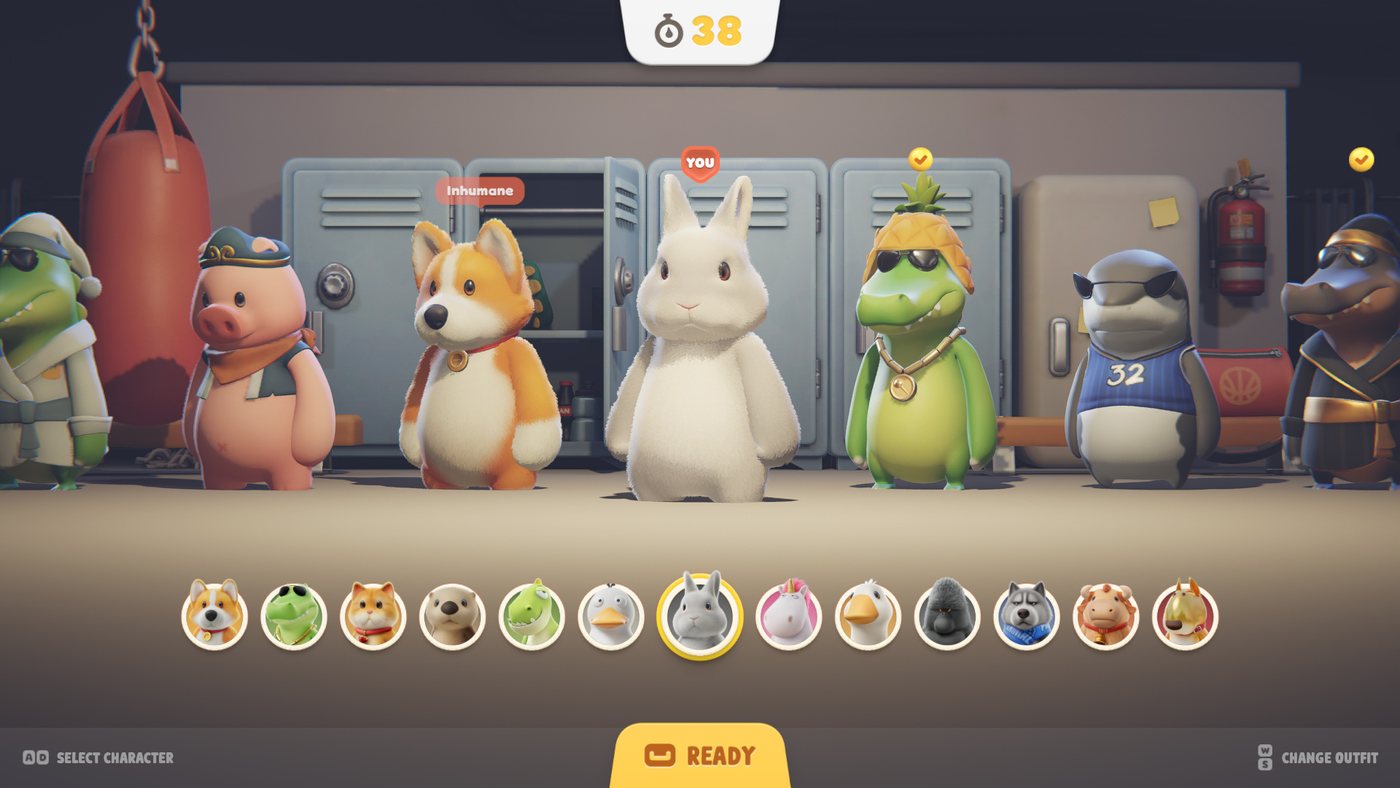 38
YOU
Inhumane
32
READY
A D SELECT CHARACTER
W
S
CHANGE OUTFIT